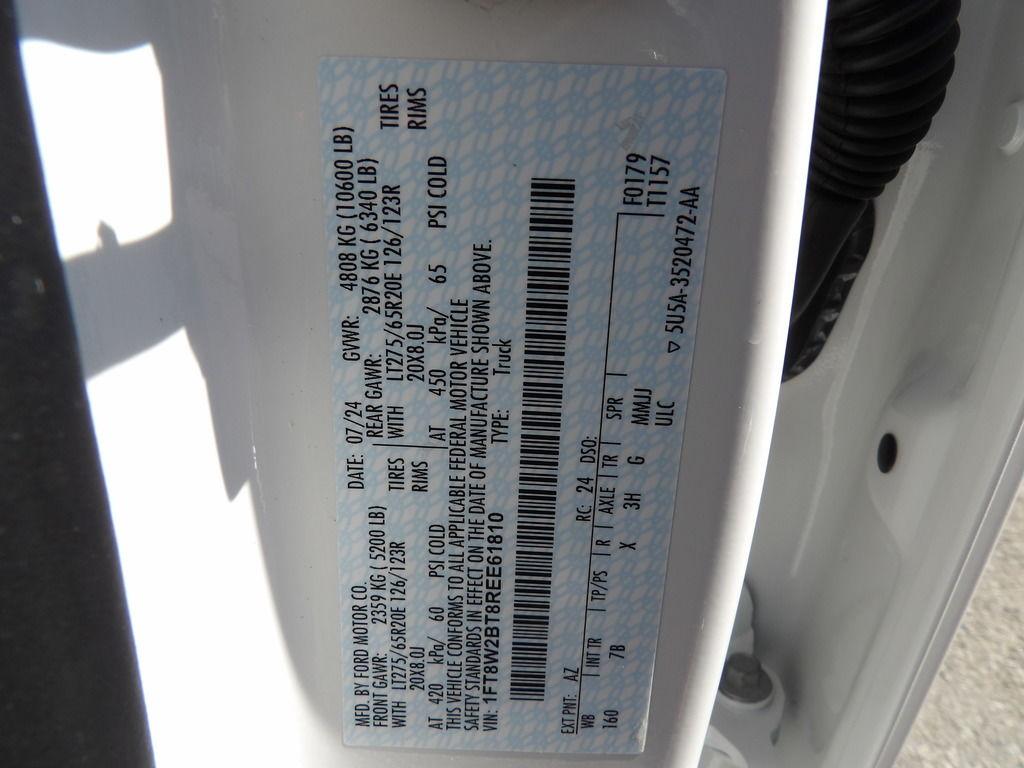 MFD. BY FORD MOTOR CO. DATE: 07/24 GVWR: 4808 KG (10600 LB)
FRONT GAWR: 2359 KG ( 5200 LB) REAR GAWR: 2876 KG ( 6340 LB)
WITH LT275/65R20E 126/123R TIRES WITH LT275/65R20E 126/123R TIRES
20X8.0J RIMS 20X8.0J RIMS
AT 420 kPa/ 60 PSI COLD AT 450 kPa/ 65 PSI COLD
THIS VEHICLE CONFORMS TO ALL APPLICABLE FEDERAL MOTOR VEHICLE
SAFETY STANDARDS IN EFFECT ON THE DATE OF MANUFACTURE SHOWN ABOVE.
VIN: 1FT8W2BT8REE61810 TYPE: Truck
EXT PNT: AZ RC: 24 DSO: F0179
WB INT TR TP/PS R AXLE TR SPR T1157
160 7B X 3H G MMUJ
ULC
▽ 5U5A-3520472-AA